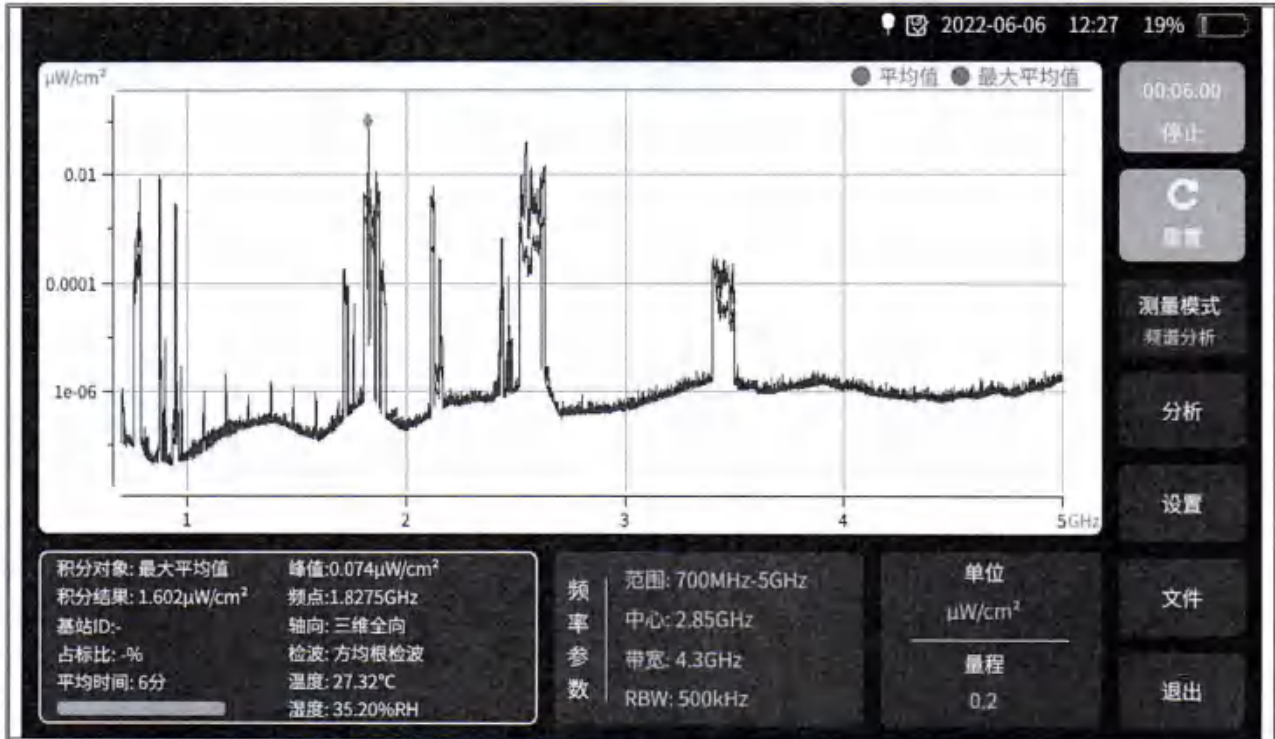 2022-06-06 12:27 19%
μW/cm²
平均值 最大平均值
0.01
0.0001
1e-06
1 2 3 4 5GHz
00:06:00
停止
重置
测量模式
频谱分析
分析
设置
文件
退出
积分对象: 最大平均值
积分结果: 1.602μW/cm²
基站ID:-
占标比: -%
平均时间: 6分
峰值:0.074μW/cm²
频点:1.8275GHz
轴向: 三维全向
检波: 方均根检波
温度: 27.32℃
湿度: 35.20%RH
频率参数
范围: 700MHz-5GHz
中心: 2.85GHz
带宽: 4.3GHz
RBW: 500kHz
单位
μW/cm²
量程
0.2